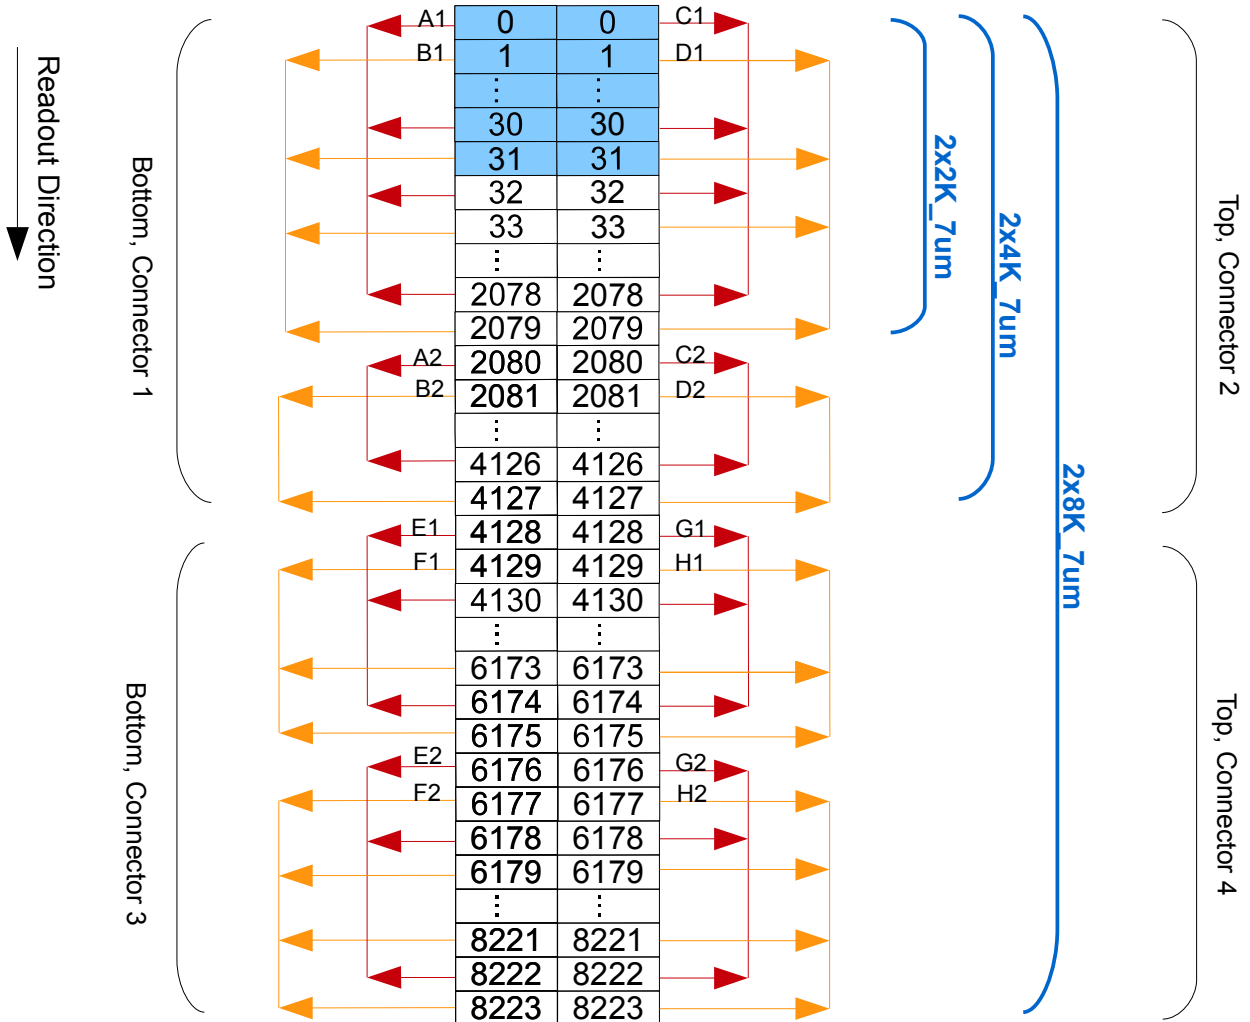 A1 0 0 C1
B1 1 1 D1
⋮ ⋮
30 30
31 31
32 32
33 33
⋮ ⋮
2078 2078
2079 2079
A2 2080 2080 C2
B2 2081 2081 D2
⋮ ⋮
4126 4126
4127 4127
E1 4128 4128 G1
F1 4129 4129 H1
4130 4130
⋮ ⋮
6173 6173
6174 6174
6175 6175
E2 6176 6176 G2
F2 6177 6177 H2
6178 6178
6179 6179
⋮ ⋮
8221 8221
8222 8222
8223 8223
Readout Direction
Bottom, Connector 1
Bottom, Connector 3
2x2K_7um
2x4K_7um
2x8K_7um
Top, Connector 2
Top, Connector 4